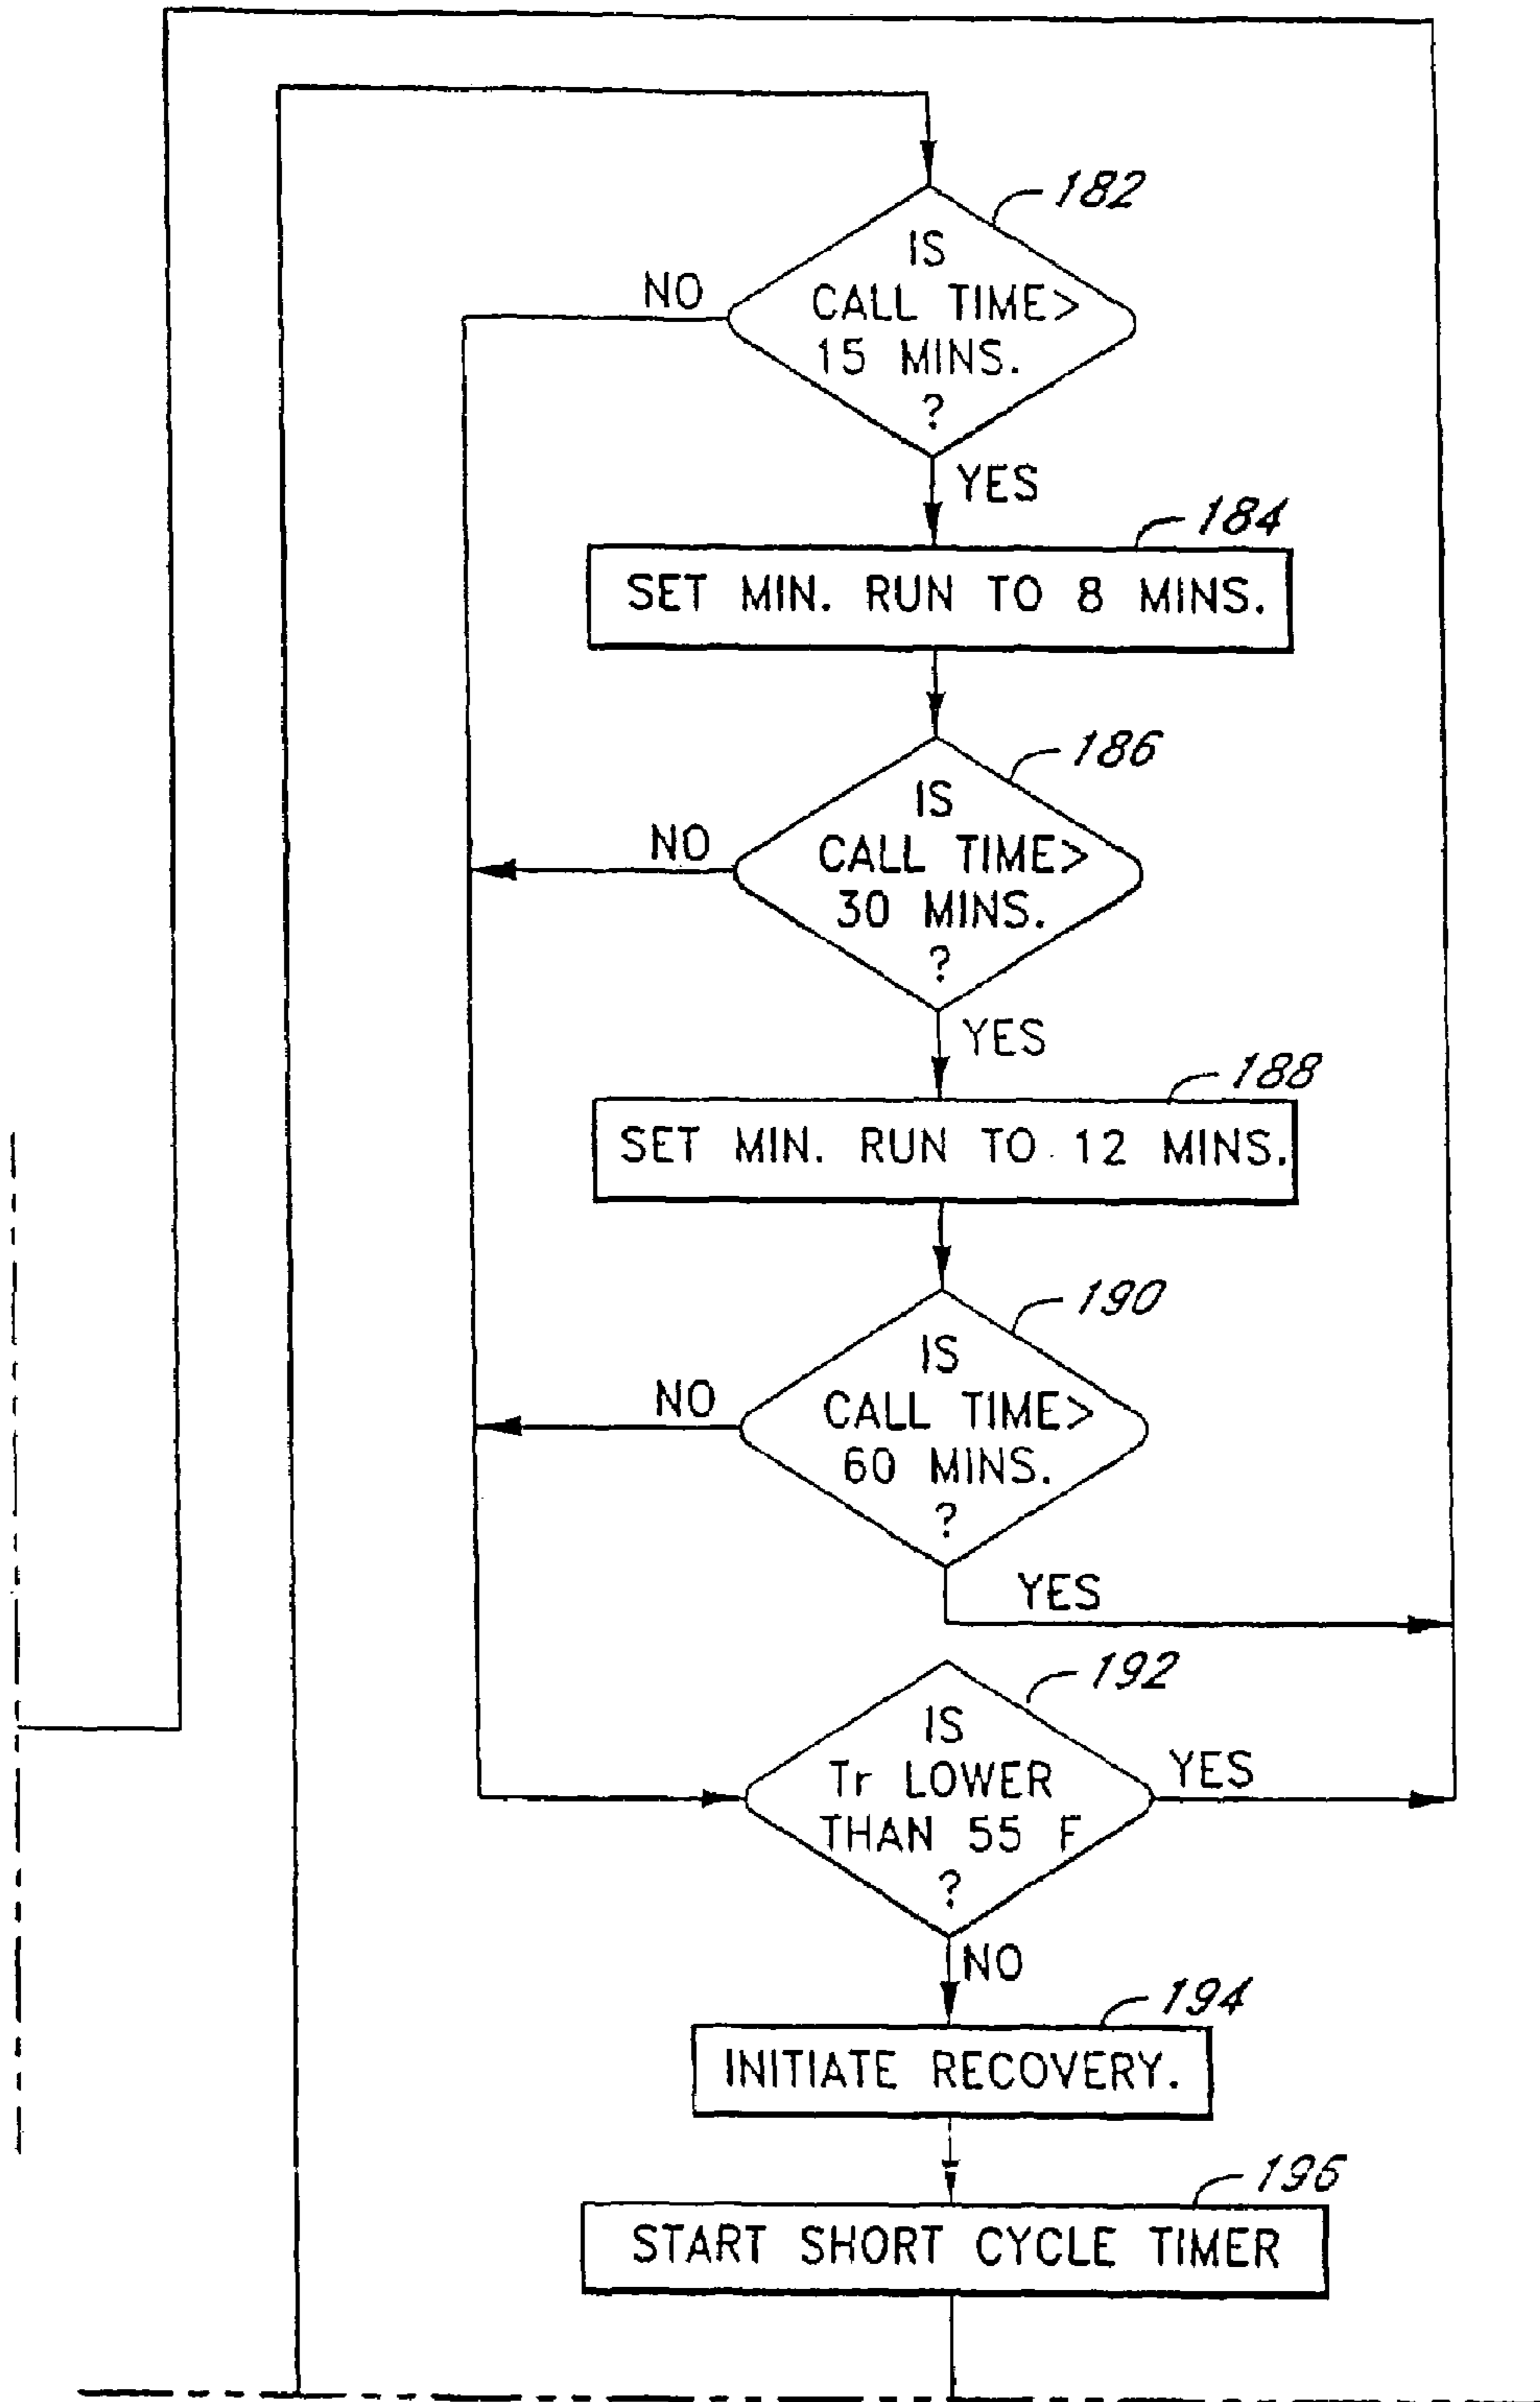 182
IS
CALL TIME>
15 MINS.
?
NO
YES
184
SET MIN. RUN TO 8 MINS.
186
IS
CALL TIME>
30 MINS.
?
NO
YES
188
SET MIN. RUN TO 12 MINS.
190
IS
CALL TIME>
60 MINS.
?
NO
YES
192
IS
Tr LOWER
THAN 55 F
?
YES
NO
194
INITIATE RECOVERY.
196
START SHORT CYCLE TIMER